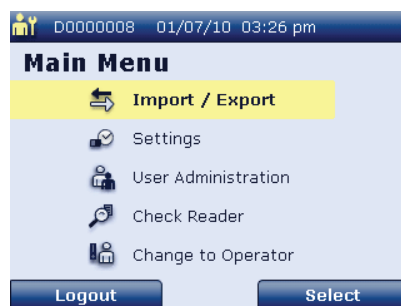 D0000008 01/07/10 03:26 pm
Main Menu
Import / Export
Settings
User Administration
Check Reader
Change to Operator
Logout Select